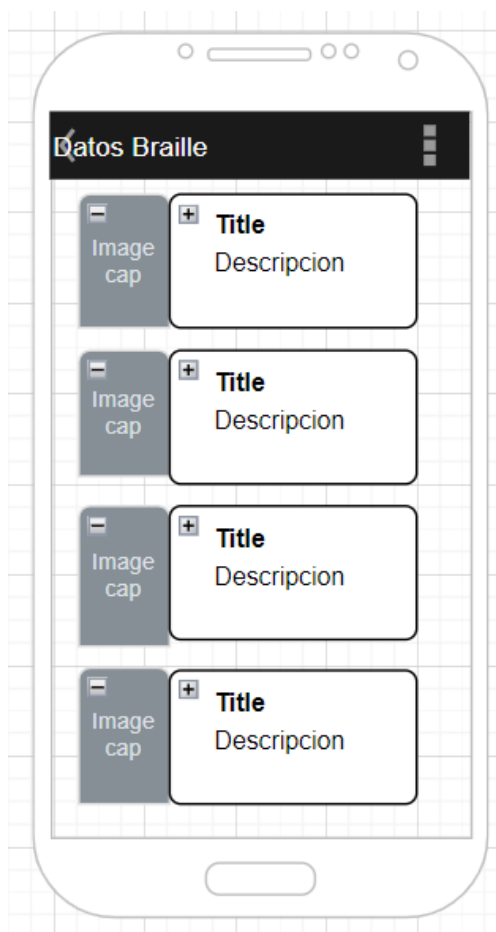 Datos Braille
Image
cap
Title
Descripcion
Image
cap
Title
Descripcion
Image
cap
Title
Descripcion
Image
cap
Title
Descripcion